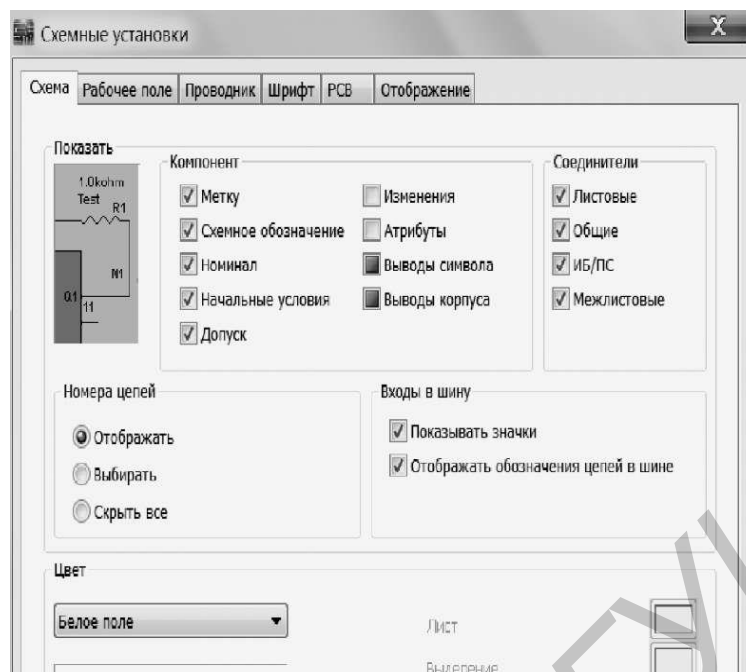 Схемные установки
X
Схема Рабочее поле Проводник Шрифт PCB Отображение
Показать
1.0kohm
Test
R1
N1
0.1
11
Компонент
Метку
Схемное обозначение
Номинал
Начальные условия
Допуск
Изменения
Атрибуты
Выводы символа
Выводы корпуса
Соединители
Листовые
Общие
ИБ/ПС
Межлистовые
Номера цепей
Отображать
Выбирать
Скрыть все
Входы в шину
Показывать значки
Отображать обозначения цепей в шине
Цвет
Белое поле
Лист
Выделение